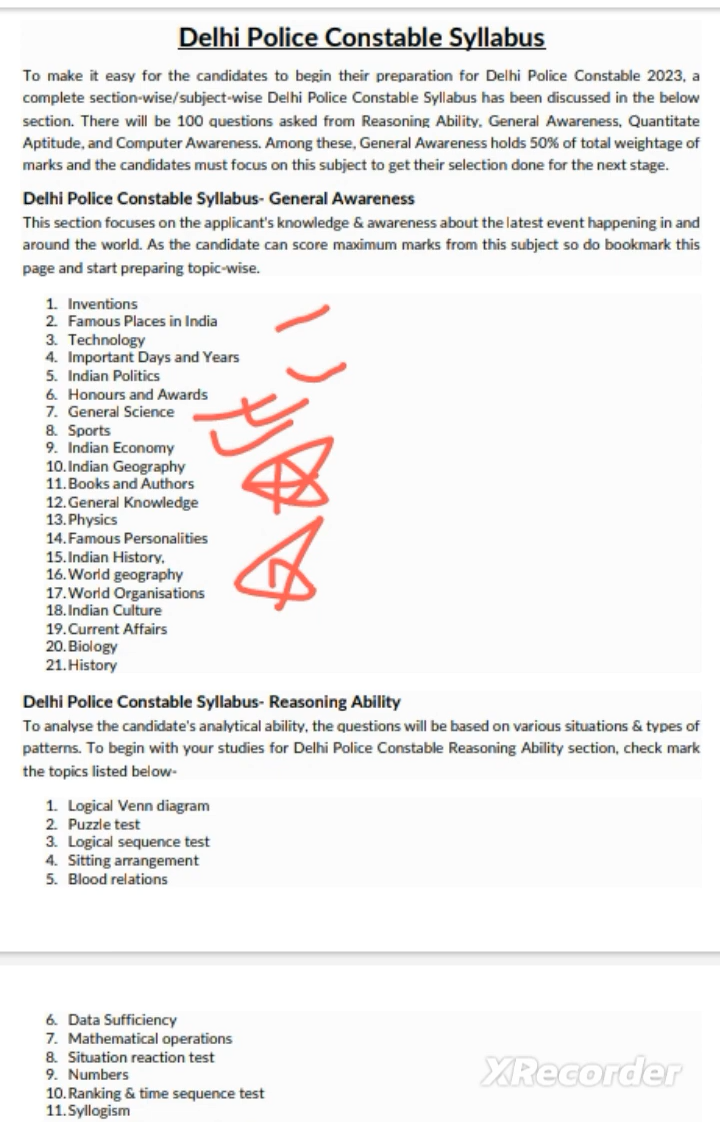 Delhi Police Constable Syllabus
To make it easy for the candidates to begin their preparation for Delhi Police Constable 2023, a
complete section-wise/subject-wise Delhi Police Constable Syllabus has been discussed in the below
section. There will be 100 questions asked from Reasoning Ability, General Awareness, Quantitate
Aptitude, and Computer Awareness. Among these, General Awareness holds 50% of total weightage of
marks and the candidates must focus on this subject to get their selection done for the next stage.
Delhi Police Constable Syllabus- General Awareness
This section focuses on the applicant's knowledge & awareness about the latest event happening in and
around the world. As the candidate can score maximum marks from this subject so do bookmark this
page and start preparing topic-wise.
1. Inventions
2. Famous Places in India
3. Technology
4. Important Days and Years
5. Indian Politics
6. Honours and Awards
7. General Science
8. Sports
9. Indian Economy
10. Indian Geography
11. Books and Authors
12. General Knowledge
13. Physics
14. Famous Personalities
15. Indian History,
16. World geography
17. World Organisations
18. Indian Culture
19. Current Affairs
20. Biology
21. History
Delhi Police Constable Syllabus- Reasoning Ability
To analyse the candidate's analytical ability, the questions will be based on various situations & types of
patterns. To begin with your studies for Delhi Police Constable Reasoning Ability section, check mark
the topics listed below-
1. Logical Venn diagram
2. Puzzle test
3. Logical sequence test
4. Sitting arrangement
5. Blood relations
6. Data Sufficiency
7. Mathematical operations
8. Situation reaction test
9. Numbers
10. Ranking & time sequence test
11. Syllogism
XRecorder